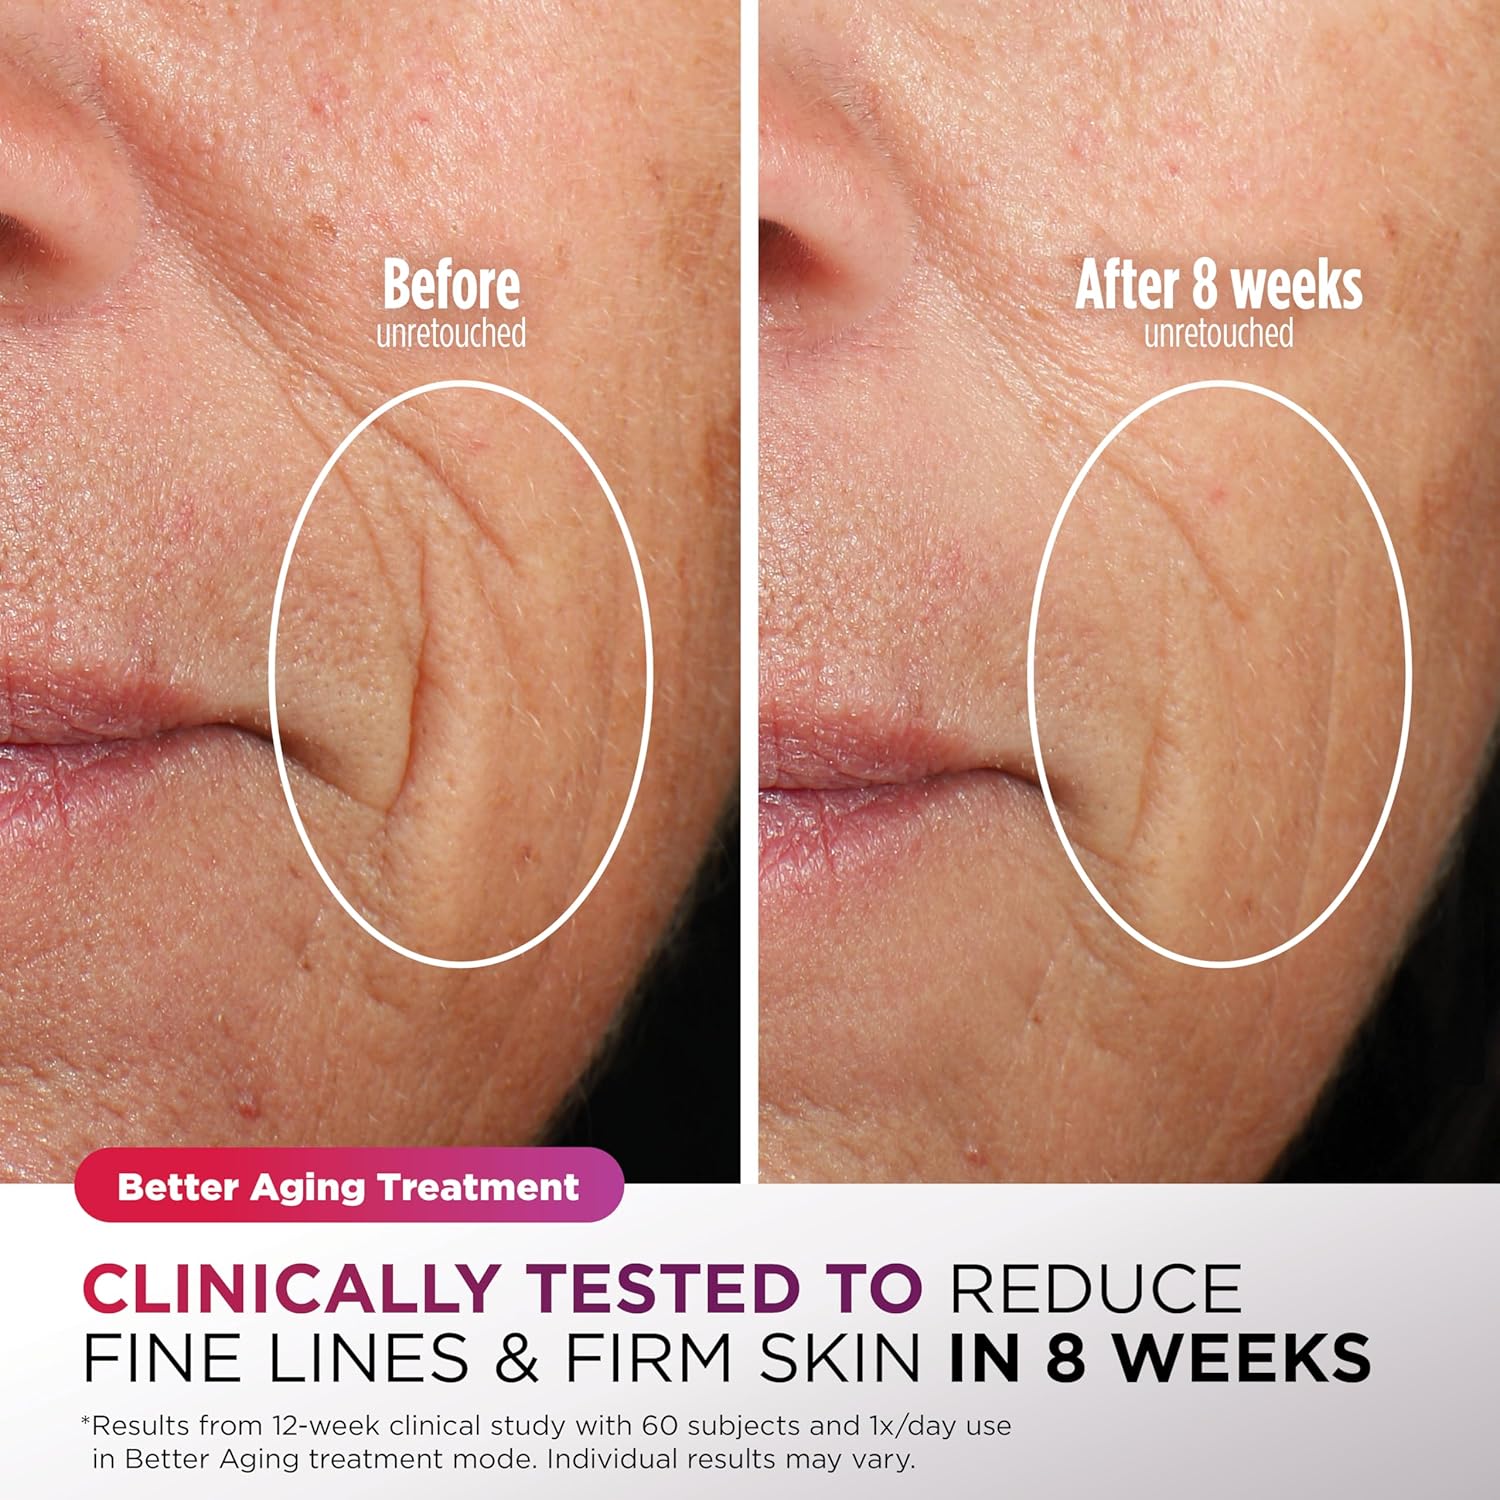 Before
unretouched
After 8 weeks
unretouched
Better Aging Treatment
CLINICALLY TESTED TO REDUCE
FINE LINES & FIRM SKIN IN 8 WEEKS
*Results from 12-week clinical study with 60 subjects and 1x/day use
in Better Aging treatment mode. Individual results may vary.